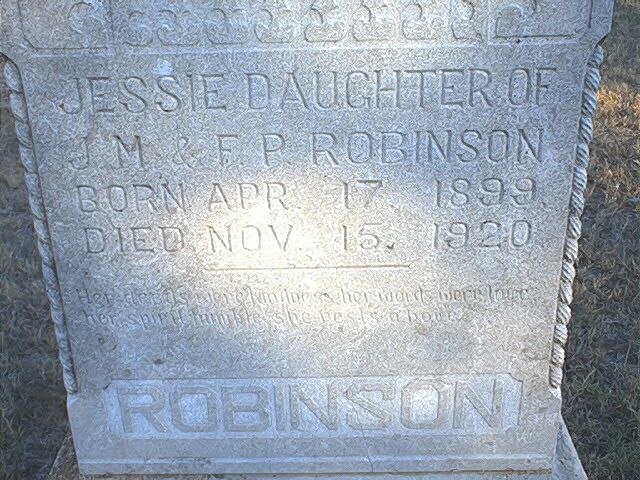 JESSIE DAUGHTER OF
J.M. & F.P. ROBINSON
BORN APR. 17. 1899.
DIED NOV. 15. 1920.
Her deeds were kindness, her words were love,
her spirit humble, she rests above.
ROBINSON